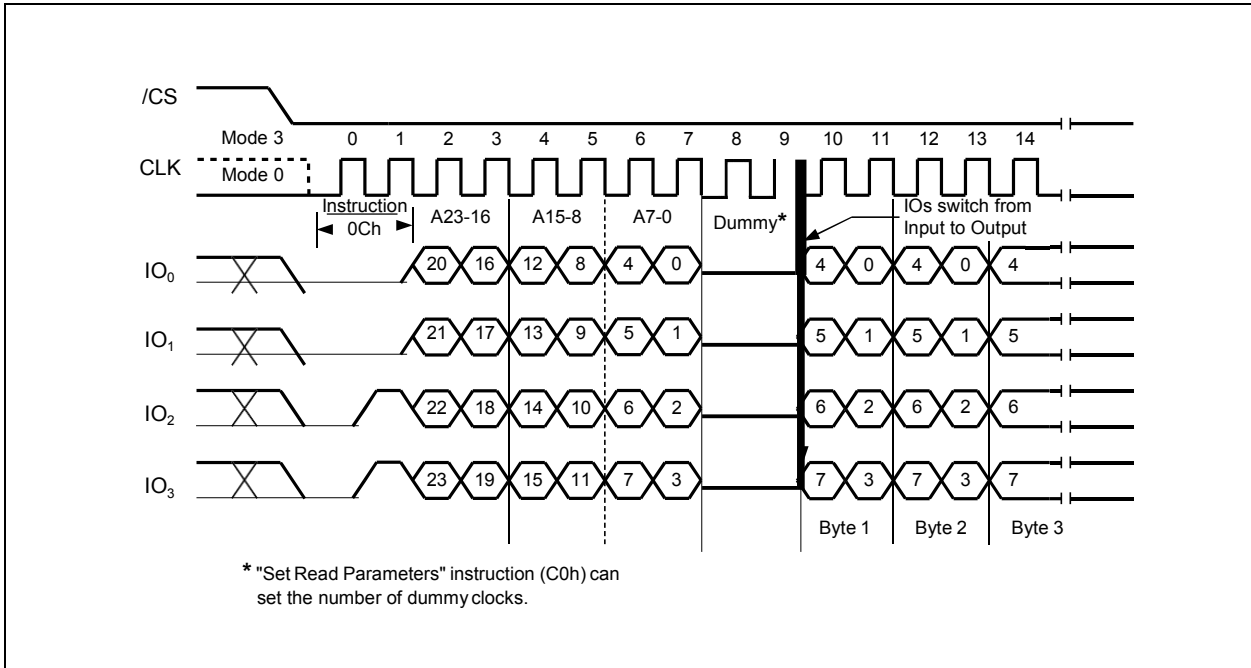 /CS
Mode 3 0 1 2 3 4 5 6 7 8 9 10 11 12 13 14
CLK Mode 0
Instruction
0Ch
A23-16 A15-8 A7-0 Dummy*
IOs switch from
Input to Output
IO0 20 16 12 8 4 0 4 0 4 0 4
IO1 21 17 13 9 5 1 5 1 5 1 5
IO2 22 18 14 10 6 2 6 2 6 2 6
IO3 23 19 15 11 7 3 7 3 7 3 7
Byte 1 Byte 2 Byte 3
* "Set Read Parameters" instruction (C0h) can
set the number of dummy clocks.